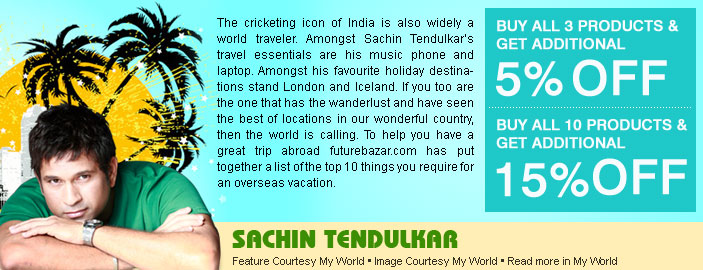 The cricketing icon of India is also widely a
world traveler. Amongst Sachin Tendulkar's
travel essentials are his music phone and
laptop. Amongst his favourite holiday destina-
tions stand London and Iceland. If you too are
the one that has the wanderlust and have seen
the best of locations in our wonderful country,
then the world is calling. To help you have a
great trip abroad futurebazar.com has put
together a list of the top 10 things you require for
an overseas vacation.
BUY ALL 3 PRODUCTS &
GET ADDITIONAL
5% OFF
BUY ALL 10 PRODUCTS &
GET ADDITIONAL
15% OFF
SACHIN TENDULKAR
Feature Courtesy My World • Image Courtesy My World • Read more in My World